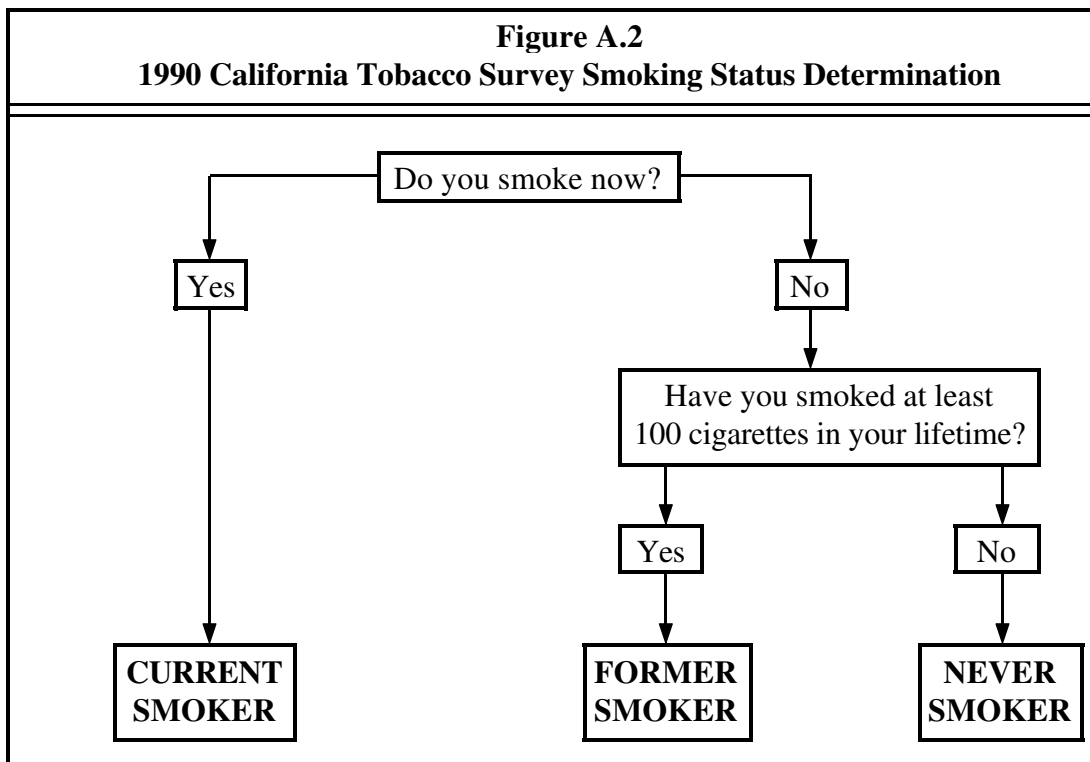 Figure A.2
1990 California Tobacco Survey Smoking Status Determination
Do you smoke now?
Yes
No
Have you smoked at least
100 cigarettes in your lifetime?
Yes
No
CURRENT
SMOKER
FORMER
SMOKER
NEVER
SMOKER